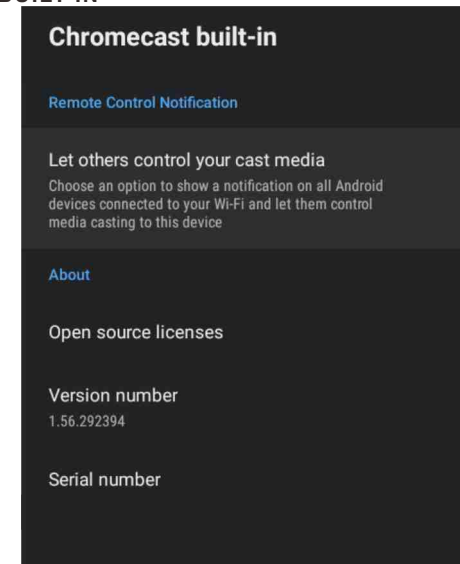 Chromecast built-in
Remote Control Notification
Let others control your cast media
Choose an option to show a notification on all Android
devices connected to your Wi-Fi and let them control
media casting to this device
About
Open source licenses
Version number
1.56.292394
Serial number